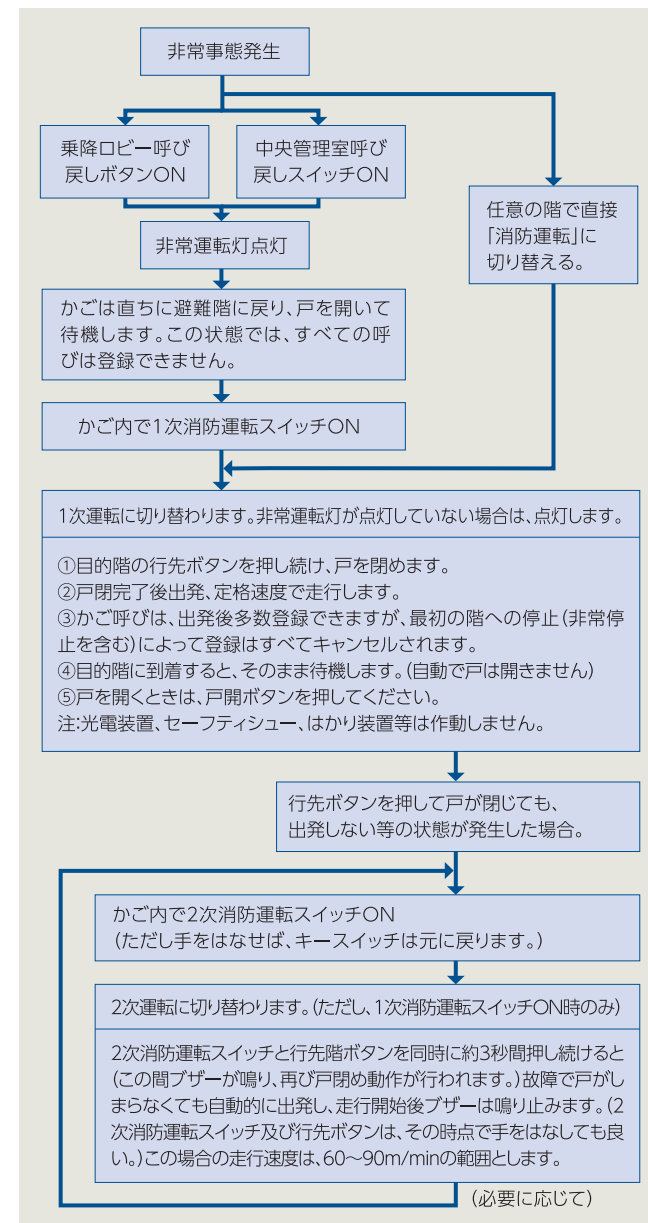 非常事態発生
乗降ロビー呼び
戻しボタンON
中央管理室呼び
戻しスイッチON
任意の階で直接
「消防運転」に
切り替える。
非常運転灯点灯
かごは直ちに避難階に戻り、戸を開いて
待機します。この状態では、すべての呼
びは登録できません。
かご内で1次消防運転スイッチON
1次運転に切り替わります。非常運転灯が点灯していない場合は、点灯します。
①目的階の行先ボタンを押し続け、戸を閉めます。
②戸閉完了後出発、定格速度で走行します。
③かご呼びは、出発後多数登録できますが、最初の階への停止(非常停
止を含む)によって登録はすべてキャンセルされます。
④目的階に到着すると、そのまま待機します。(自動で戸は開きません)
⑤戸を開くときは、戸開ボタンを押してください。
注:光電装置、セーフティシュー、はかり装置等は作動しません。
行先ボタンを押して戸が閉じても、
出発しない等の状態が発生した場合。
かご内で2次消防運転スイッチON
(ただし手をはなせば、キースイッチは元に戻ります。)
2次運転に切り替わります。(ただし、1次消防運転スイッチON時のみ)
2次消防運転スイッチと行先階ボタンを同時に約3秒間押し続けると
(この間ブザーが鳴り、再び戸閉め動作が行われます。)故障で戸がし
まらなくても自動的に出発し、走行開始後ブザーは鳴り止みます。(2
次消防運転スイッチ及び行先ボタンは、その時点で手をはなしても良
い。)この場合の走行速度は、60〜90m/minの範囲とします。
(必要に応じて)